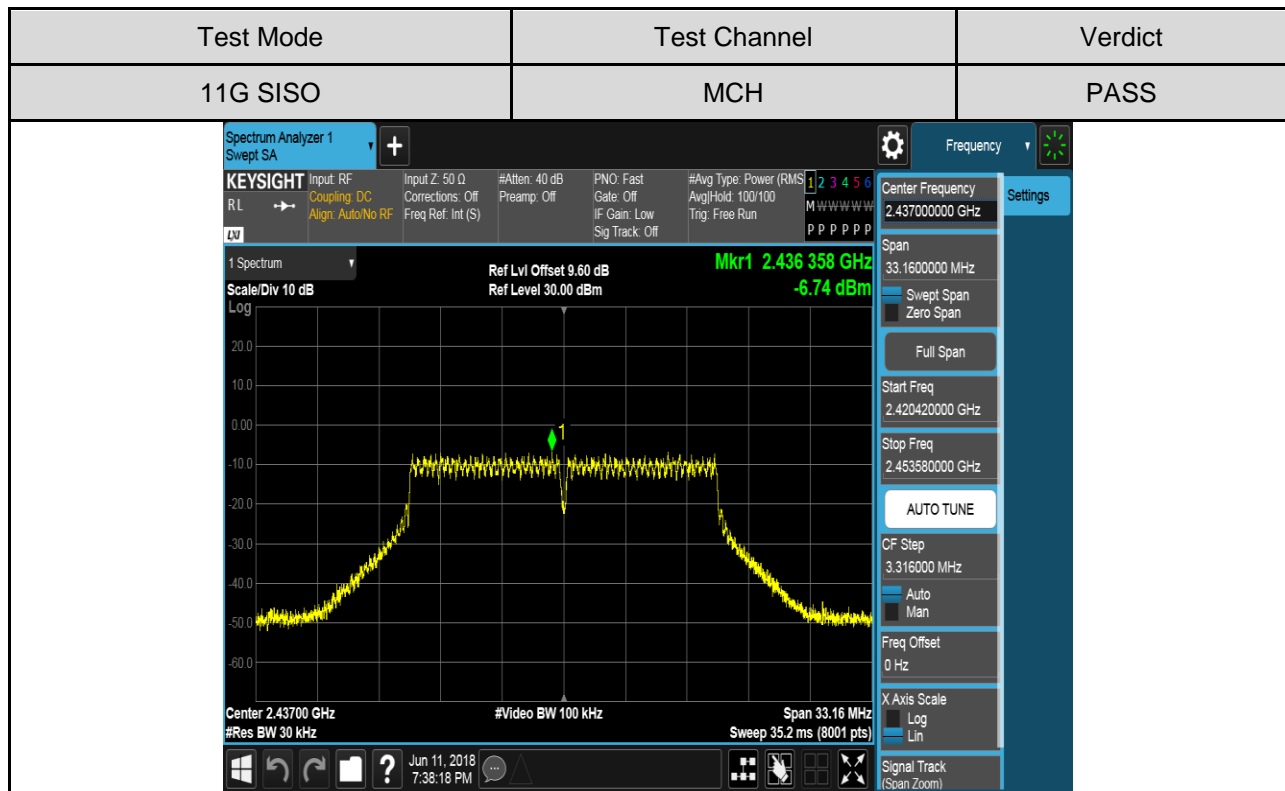 Test Mode Test Channel Verdict
11G SISO MCH PASS
Spectrum Analyzer 1
Swept SA
+
Frequency
KEYSIGHT Input: RF Input Z: 50 Ω #Atten: 40 dB PNO: Fast #Avg Type: Power (RMS 1 2 3 4 5 6
RL Coupling: DC Corrections: Off Preamp: Off Gate: Off Avg|Hold: 100/100 M W W W W W
Align: Auto/No RF Freq Ref: Int (S) IF Gain: Low Trig: Free Run
LXI Sig Track: Off P P P P P P
1 Spectrum Ref Lvl Offset 9.60 dB Mkr1 2.436 358 GHz
Scale/Div 10 dB Ref Level 30.00 dBm -6.74 dBm
Log
20.0
10.0
0.00
1
-10.0
-20.0
-30.0
-40.0
-50.0
-60.0
Center 2.43700 GHz #Video BW 100 kHz Span 33.16 MHz
#Res BW 30 kHz Sweep 35.2 ms (8001 pts)
Center Frequency
2.437000000 GHz
Settings
Span
33.1600000 MHz
Swept Span
Zero Span
Full Span
Start Freq
2.420420000 GHz
Stop Freq
2.453580000 GHz
AUTO TUNE
CF Step
3.316000 MHz
Auto
Man
Freq Offset
0 Hz
X Axis Scale
Log
Lin
Signal Track
(Span Zoom)
? Jun 11, 2018
7:38:18 PM